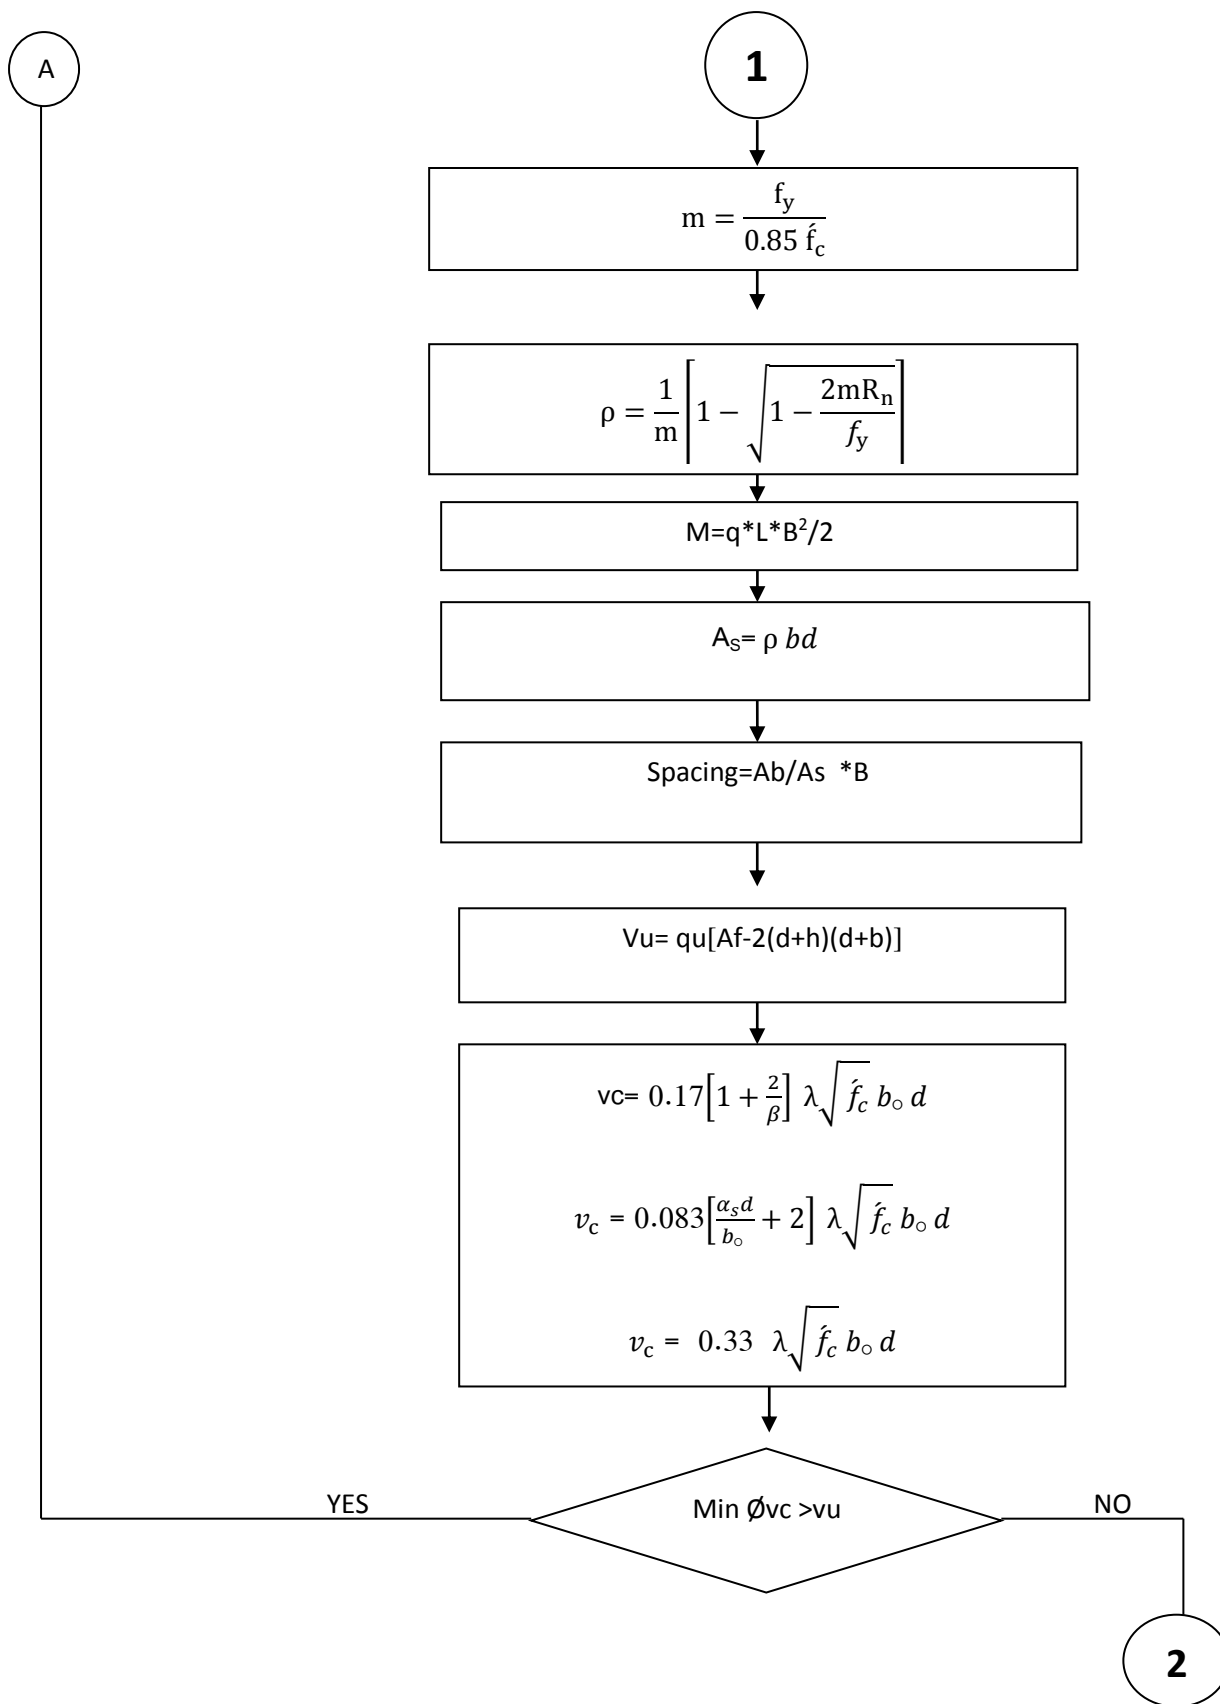 A
1
m = f_y / 0.85 f́_c
ρ = 1/m [1 − √(1 − 2mR_n / f_y)]
M=q*L*B²/2
A_S= ρ bd
Spacing=Ab/As *B
Vu= qu[Af-2(d+h)(d+b)]
vc= 0.17[1 + 2/β] λ√f́_c b_○ d
v_c = 0.083[α_s d / b_○ + 2] λ√f́_c b_○ d
v_c = 0.33 λ√f́_c b_○ d
Min Øvc >vu
YES
NO
2